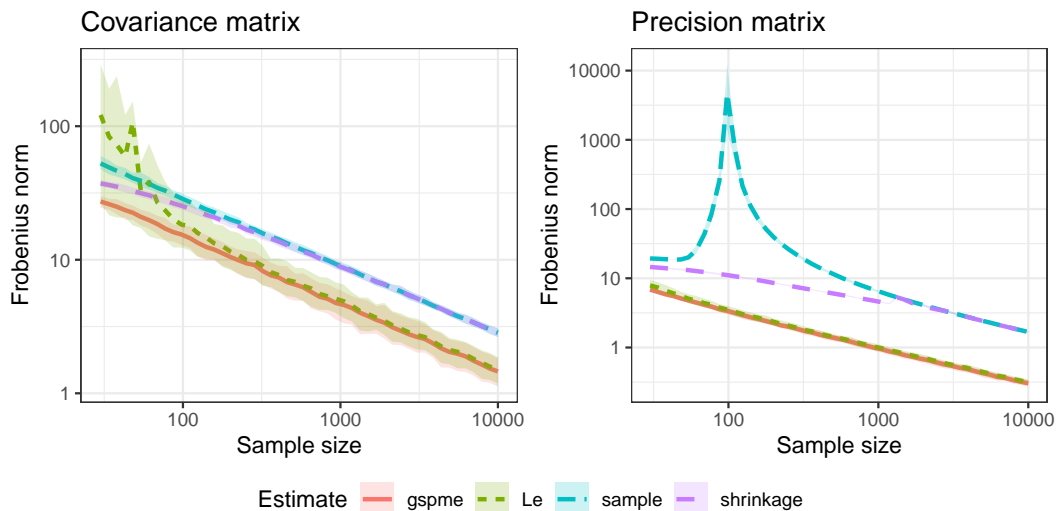 Covariance matrix
Frobenius norm
100
10
1
100
1000
10000
Sample size
Precision matrix
Frobenius norm
10000
1000
100
10
1
100
1000
10000
Sample size
Estimate gspme Le sample shrinkage